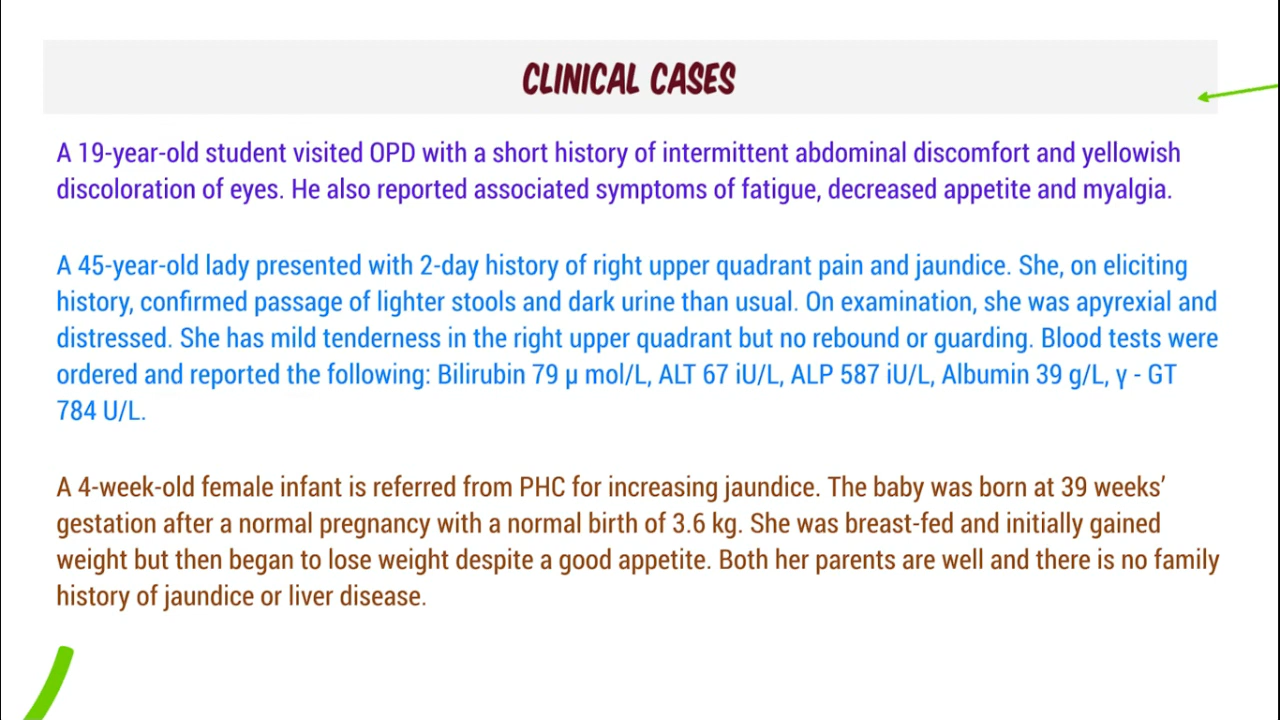 CLINICAL CASES
A 19-year-old student visited OPD with a short history of intermittent abdominal discomfort and yellowish
discoloration of eyes. He also reported associated symptoms of fatigue, decreased appetite and myalgia.
A 45-year-old lady presented with 2-day history of right upper quadrant pain and jaundice. She, on eliciting
history, confirmed passage of lighter stools and dark urine than usual. On examination, she was apyrexial and
distressed. She has mild tenderness in the right upper quadrant but no rebound or guarding. Blood tests were
ordered and reported the following: Bilirubin 79 μ mol/L, ALT 67 iU/L, ALP 587 iU/L, Albumin 39 g/L, γ - GT
784 U/L.
A 4-week-old female infant is referred from PHC for increasing jaundice. The baby was born at 39 weeks’
gestation after a normal pregnancy with a normal birth of 3.6 kg. She was breast-fed and initially gained
weight but then began to lose weight despite a good appetite. Both her parents are well and there is no family
history of jaundice or liver disease.